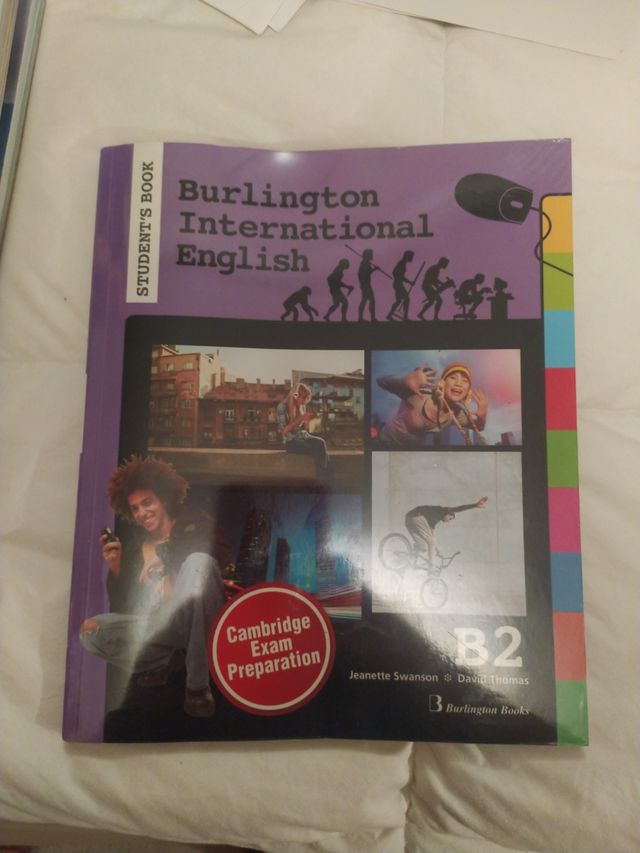 STUDENT'S BOOK
Burlington
International
English
Cambridge
Exam
Preparation
B2
Jeanette Swanson ❊ David Thomas
B Burlington Books